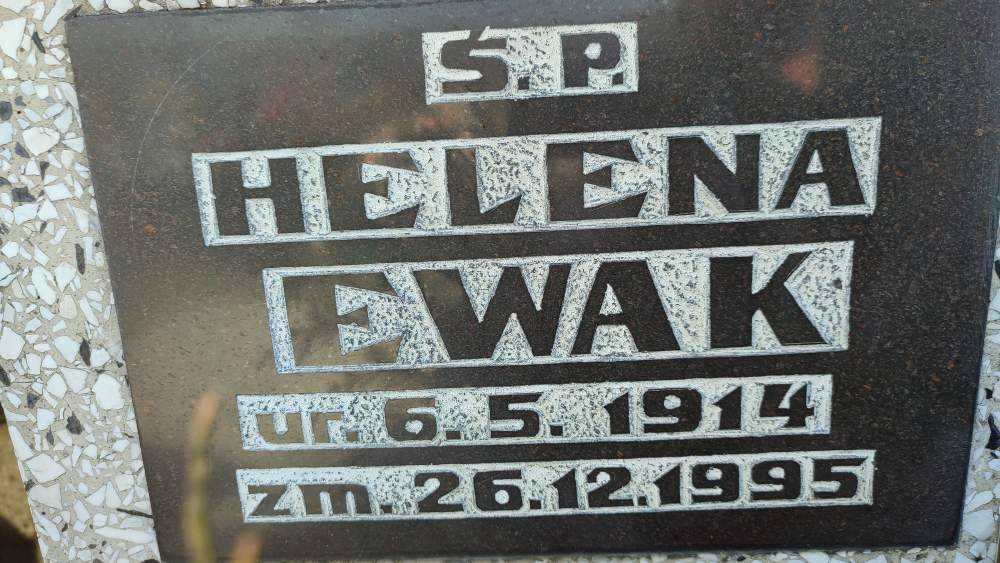 Ś.P.
HELENA
EWAK
ur. 6.5.1914
zm. 26.12.1995